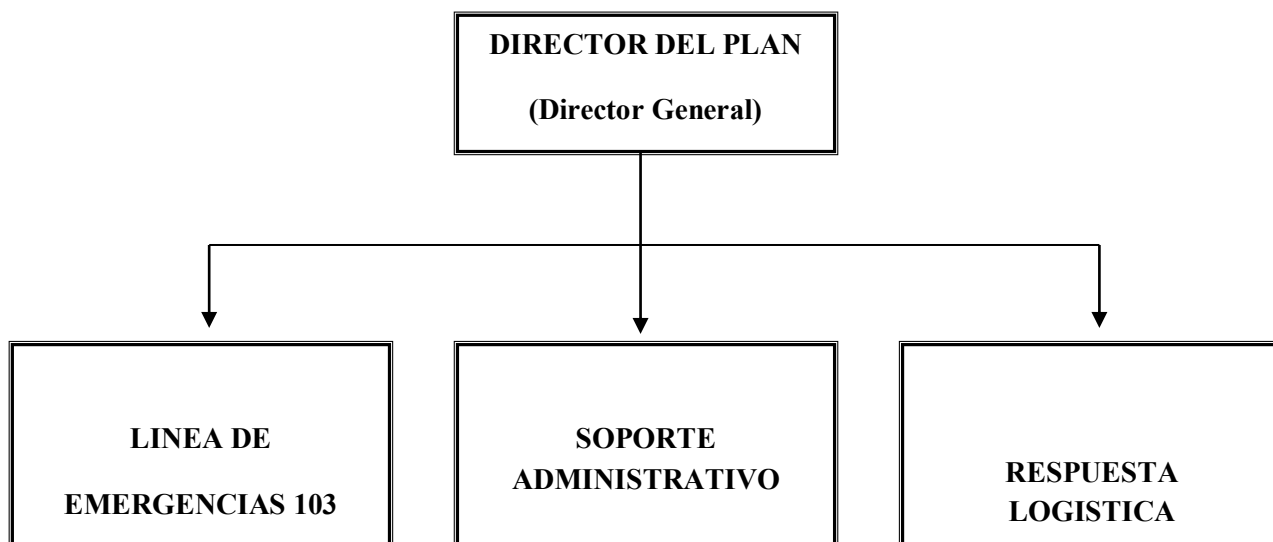 DIRECTOR DEL PLAN
(Director General)
LINEA DE
EMERGENCIAS 103
SOPORTE
ADMINISTRATIVO
RESPUESTA
LOGISTICA